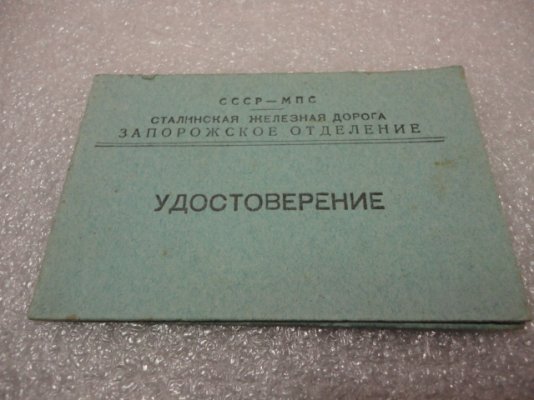 СССР—МПС
СТАЛИНСКАЯ ЖЕЛЕЗНАЯ ДОРОГА
ЗАПОРОЖСКОЕ ОТДЕЛЕНИЕ
УДОСТОВЕРЕНИЕ